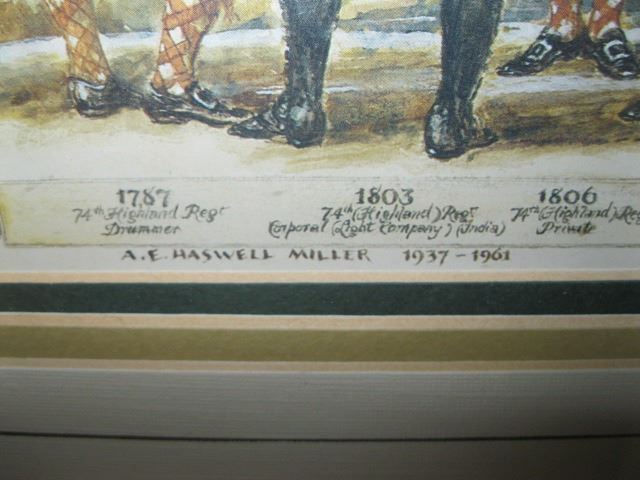 1787
74th Highland Regt
Drummer
1803
74th (Highland) Regt
Corporal (Light Company) (India)
1806
74th (Highland) Reg
Private
A.E. HASWELL MILLER 1937-1961